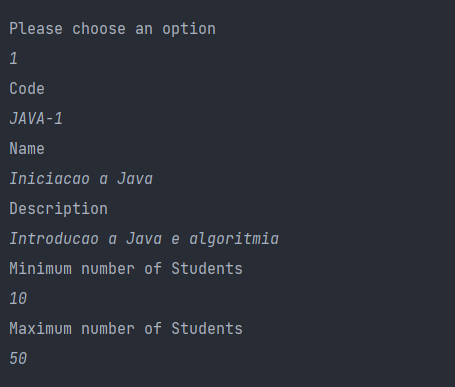 Please choose an option
1
Code
JAVA-1
Name
Iniciacao a Java
Description
Introducao a Java e algoritmia
Minimum number of Students
10
Maximum number of Students
50